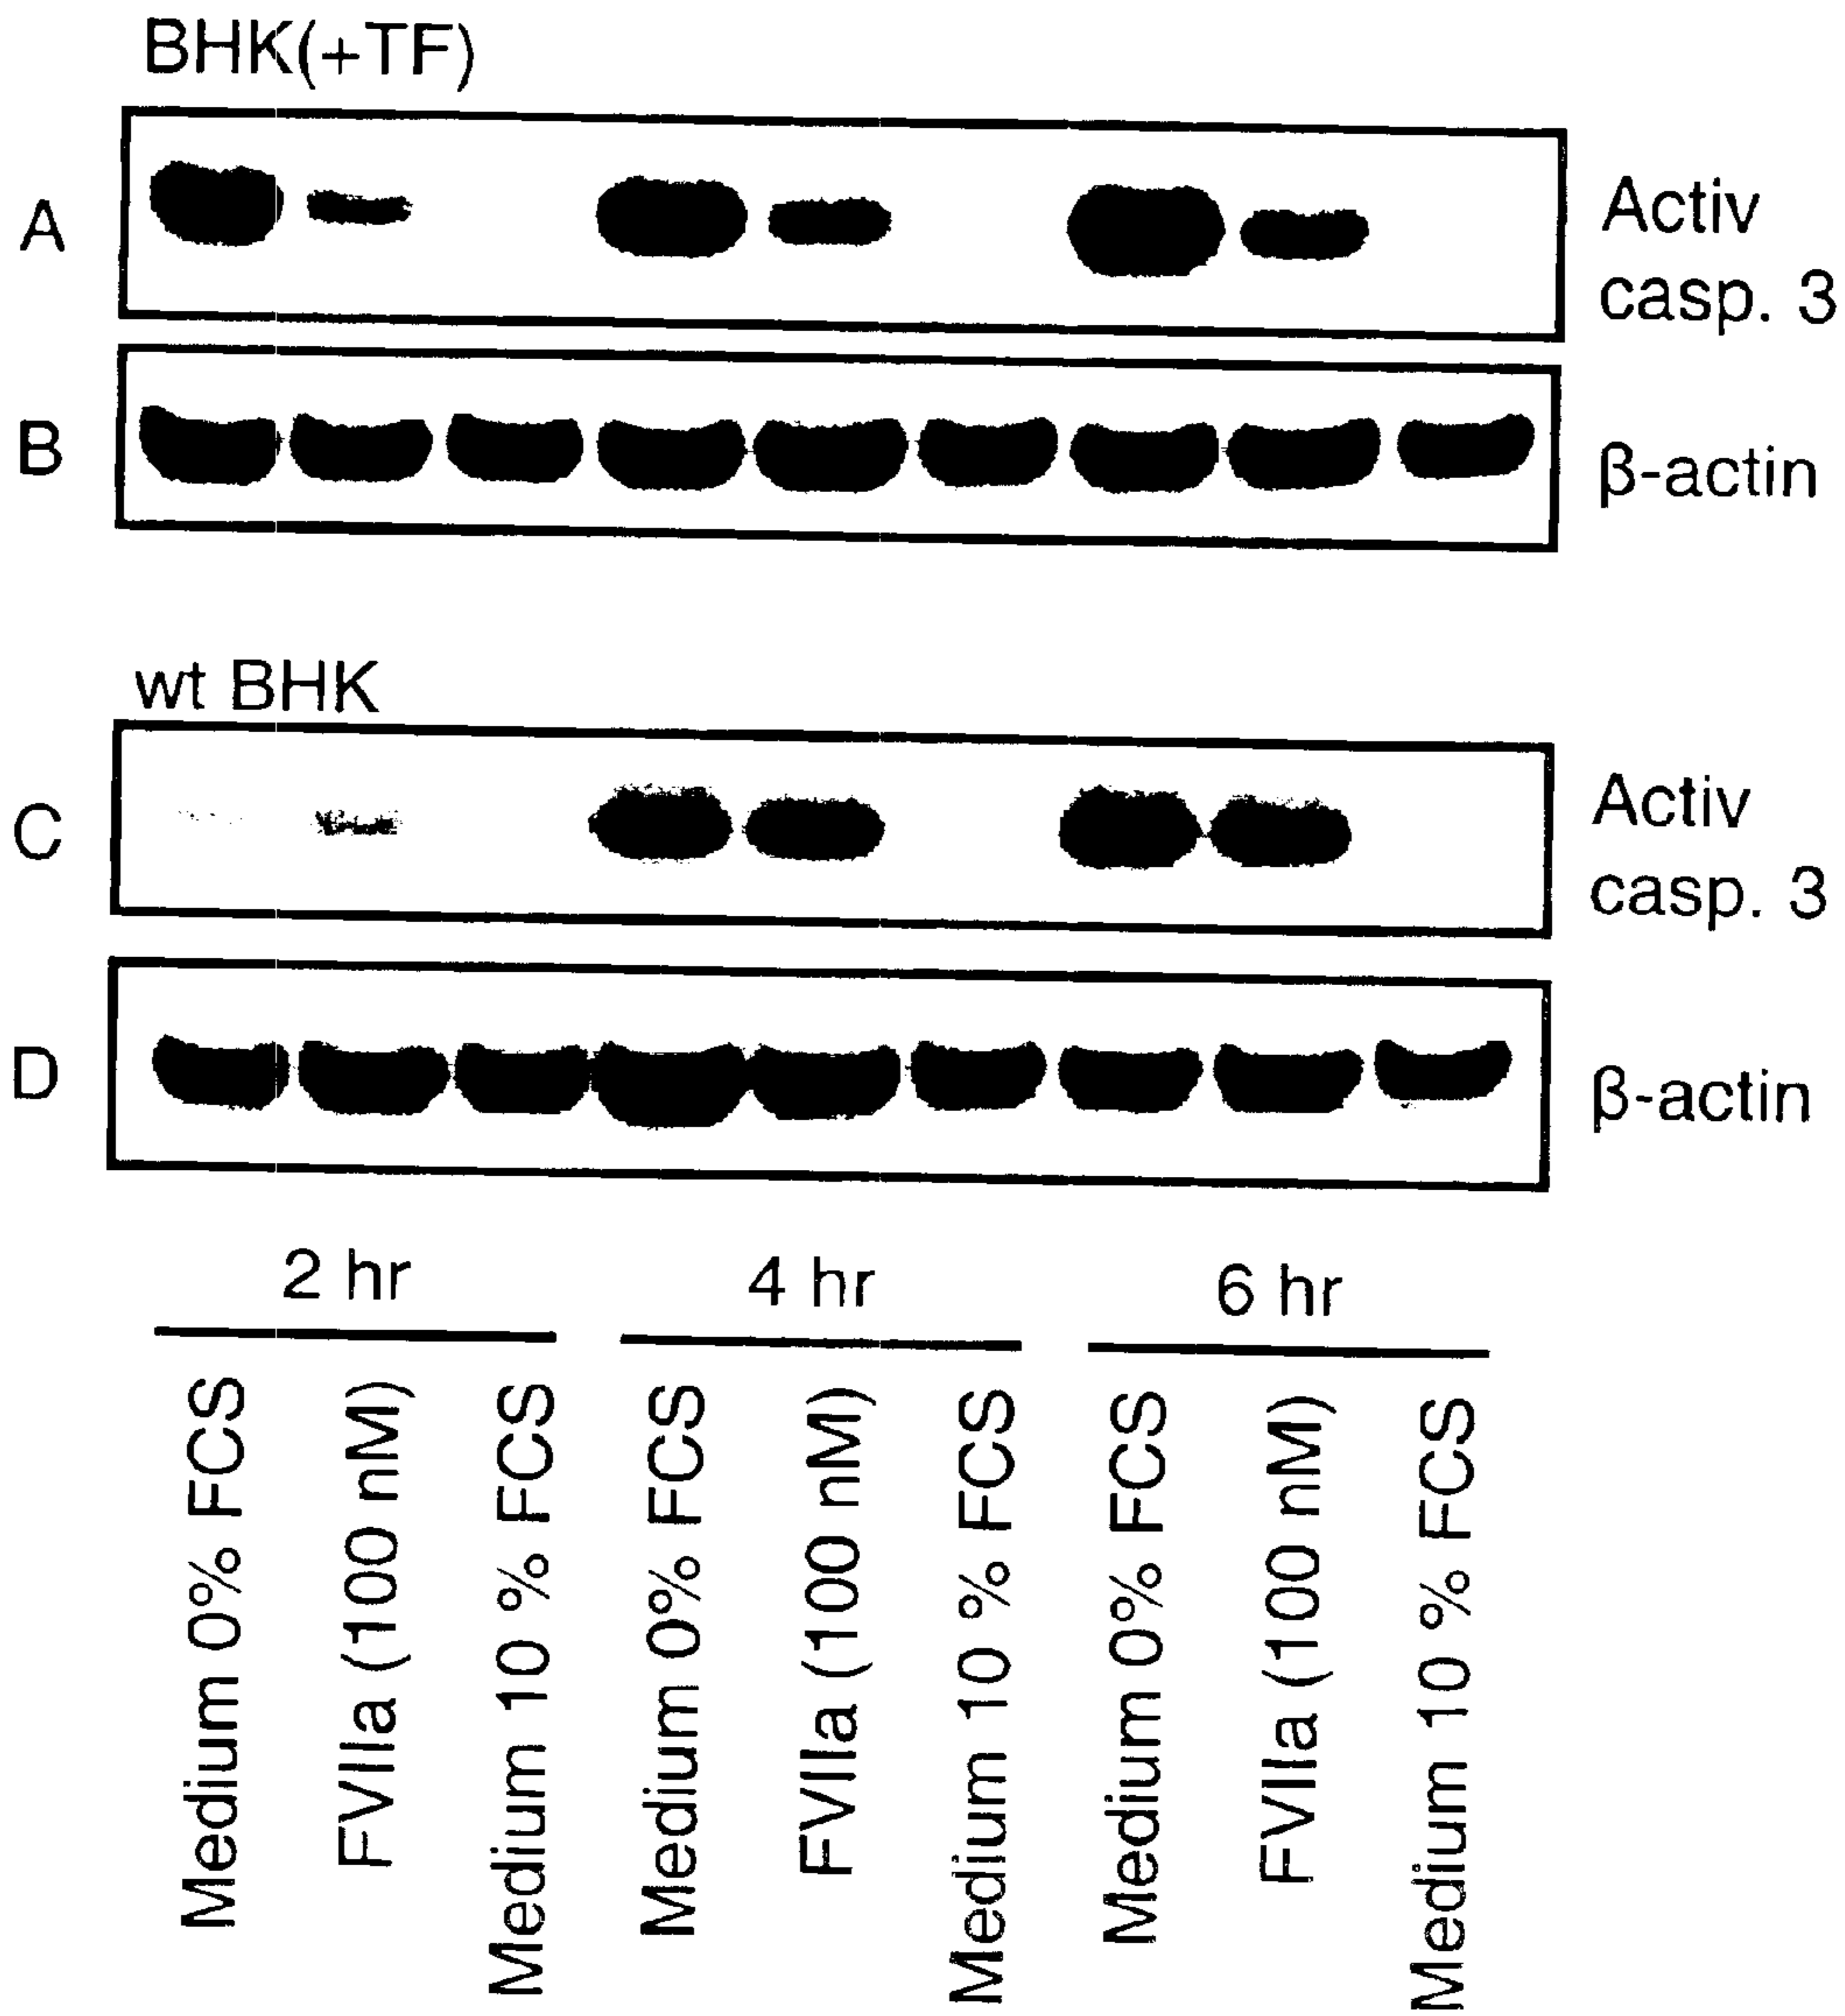 BHK(+TF)
A
Activ
casp. 3
B
β-actin
wt BHK
C
Activ
casp. 3
D
β-actin
2 hr
4 hr
6 hr
Medium 0% FCS
FVIIa (100 nM)
Medium 10 % FCS
Medium 0% FCS
FVIIa (100 nM)
Medium 10 % FCS
Medium 0% FCS
FVIIa (100 nM)
Medium 10 % FCS